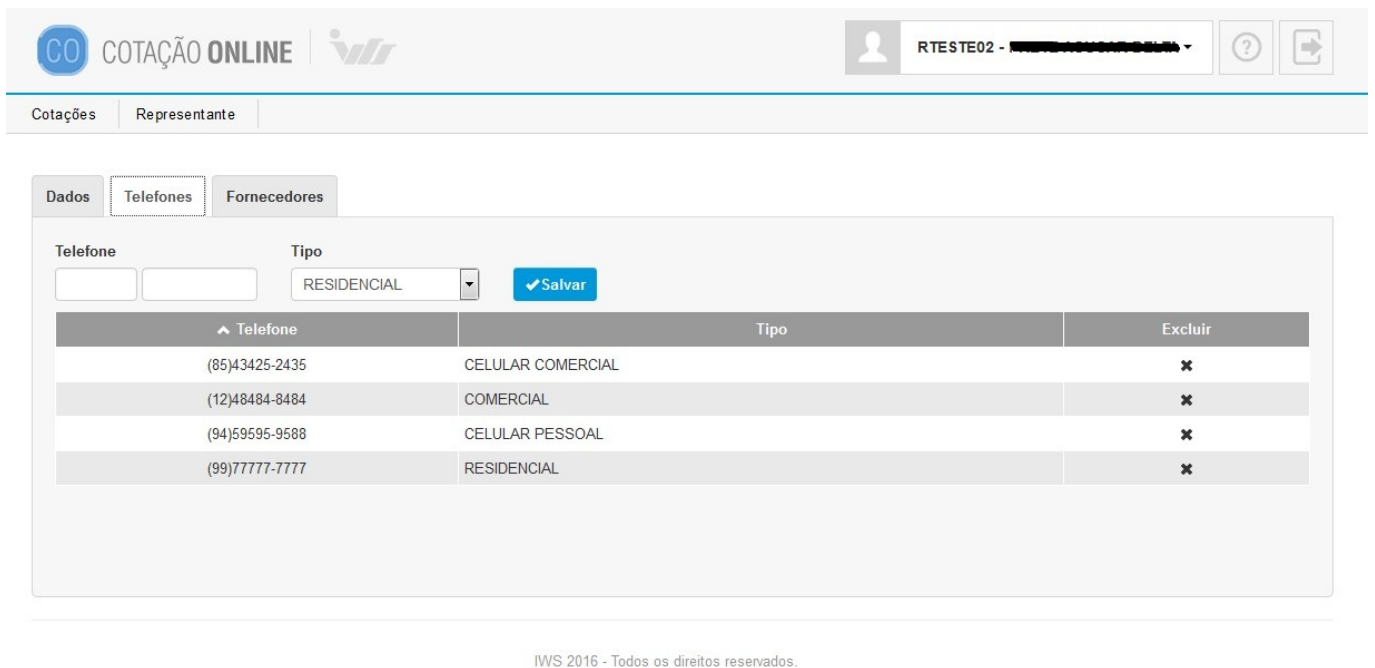 CO COTAÇÃO ONLINE iws
RTESTE02 -
Cotações Representante
Dados Telefones Fornecedores
Telefone Tipo
RESIDENCIAL Salvar
Telefone Tipo Excluir
(85)43425-2435 CELULAR COMERCIAL
(12)48484-8484 COMERCIAL
(94)59595-9588 CELULAR PESSOAL
(99)77777-7777 RESIDENCIAL
IWS 2016 - Todos os direitos reservados.